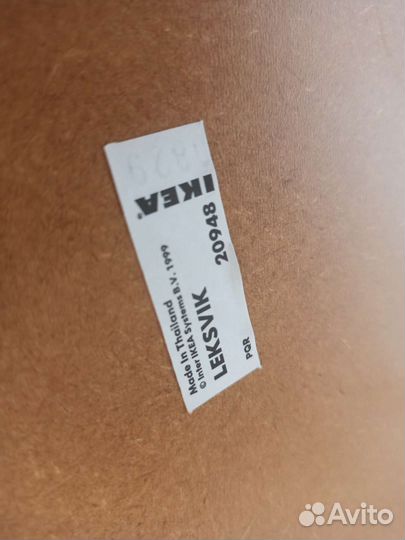 Made in Thailand
© Inter IKEA Systems B.V. 1999
LEKSVIK
20948
PQR
IKEA®
Avito